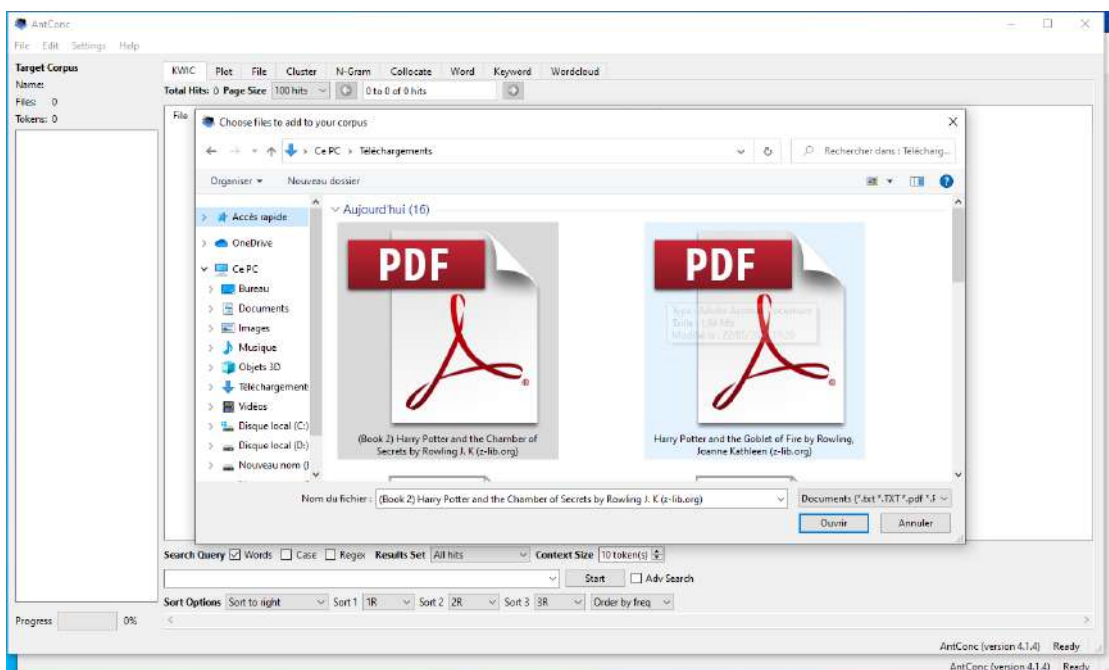 AntConc
File Edit Settings Help
Target Corpus
Name:
Files: 0
Tokens: 0
KWIC Plot File Cluster N-Gram Collocate Word Keyword Wordcloud
Total Hits: 0 Page Size 100 hits 0 to 0 of 0 hits
File
Choose files to add to your corpus
Ce PC > Téléchargements
Rechercher dans : Télécharg...
Organiser Nouveau dossier
Accès rapide
OneDrive
Ce PC
Bureau
Documents
Images
Musique
Objets 3D
Téléchargement
Vidéos
Disque local (C:)
Disque local (D:)
Nouveau nom (
Aujourd'hui (16)
PDF
PDF
(Book 2) Harry Potter and the Chamber of
Secrets by Rowling J. K (z-lib.org)
Harry Potter and the Goblet of Fire by Rowling,
Joanne Kathleen (z-lib.org)
Nom du fichier : (Book 2) Harry Potter and the Chamber of Secrets by Rowling J. K (z-lib.org)
Documents (*.txt *.TXT *.pdf *.F
Ouvrir Annuler
Search Query Words Case Regex Results Set All hits Context Size 10 token(s)
Start Adv Search
Sort Options Sort to right Sort 1 1R Sort 2 2R Sort 3 3R Order by freq
Progress 0%
AntConc (version 4.1.4) Ready
AntConc (version 4.1.4) Ready